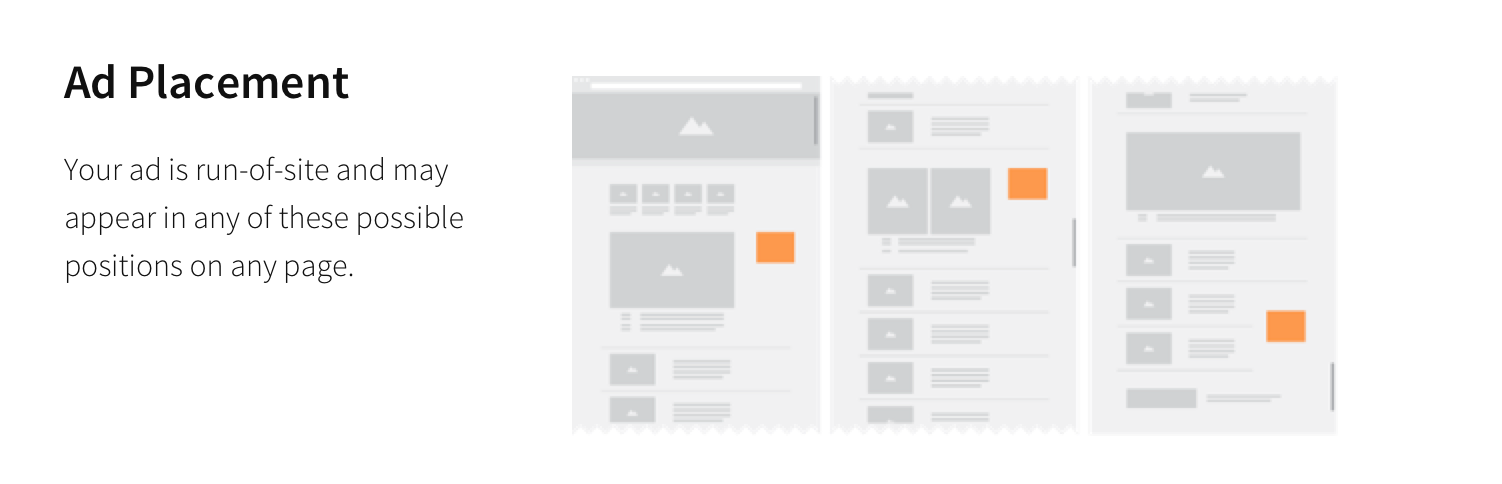 Ad Placement
Your ad is run-of-site and may
appear in any of these possible
positions on any page.